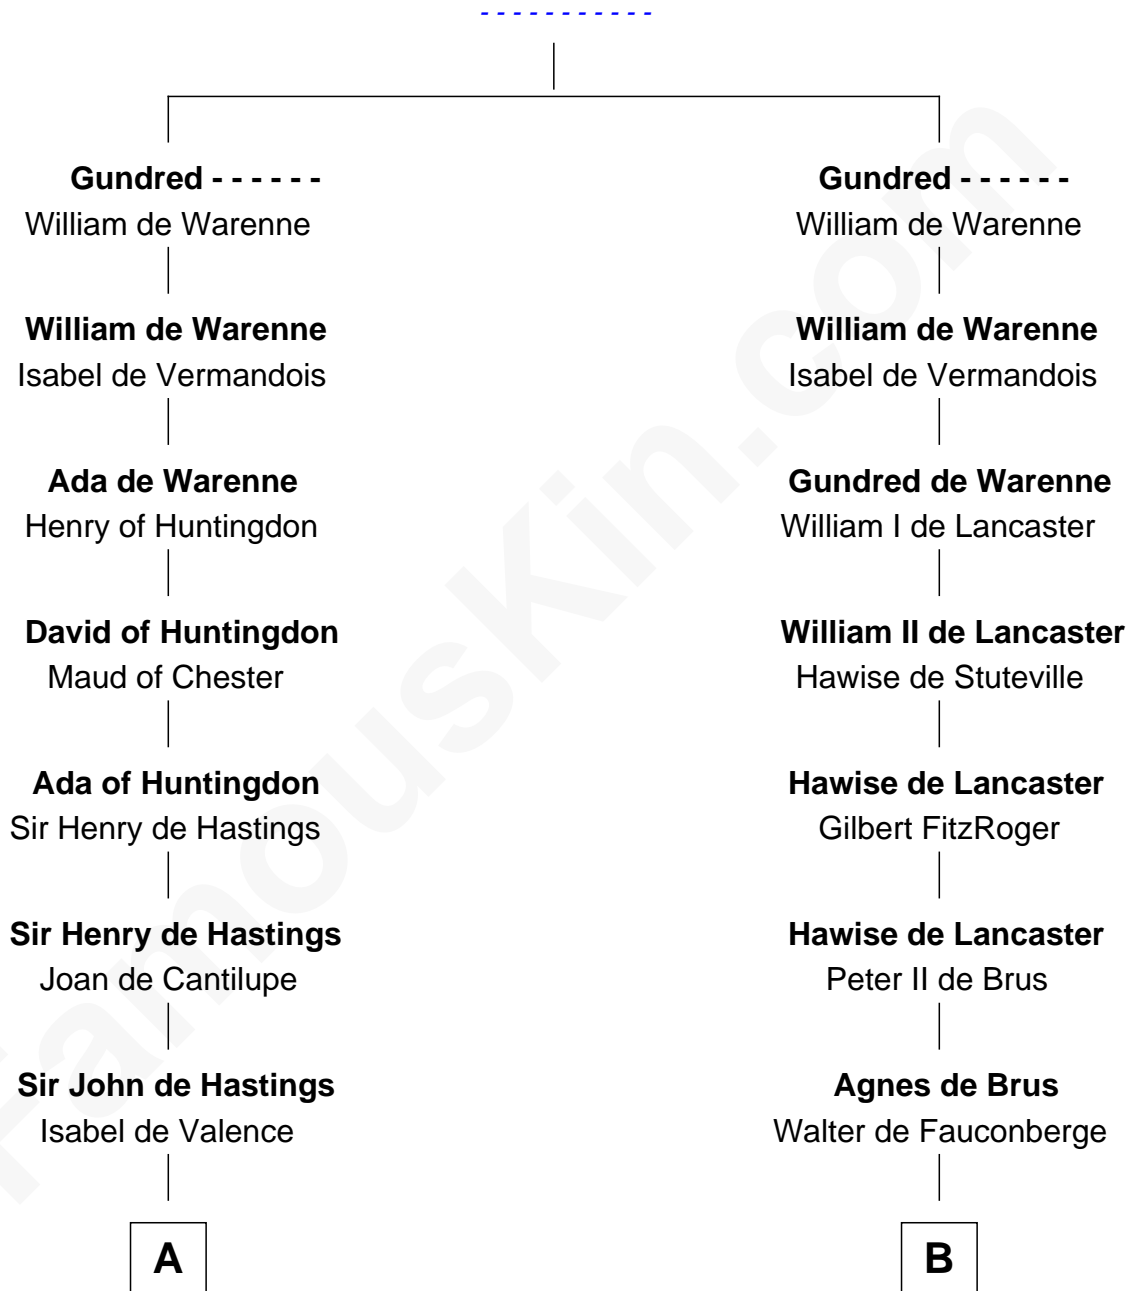 - - - - - - - - - - -
Gundred - - - - - -
William de Warenne
Gundred - - - - - -
William de Warenne
William de Warenne
Isabel de Vermandois
William de Warenne
Isabel de Vermandois
Ada de Warenne
Henry of Huntingdon
Gundred de Warenne
William I de Lancaster
David of Huntingdon
Maud of Chester
William II de Lancaster
Hawise de Stuteville
Ada of Huntingdon
Sir Henry de Hastings
Hawise de Lancaster
Gilbert FitzRoger
Sir Henry de Hastings
Joan de Cantilupe
Hawise de Lancaster
Peter II de Brus
Sir John de Hastings
Isabel de Valence
Agnes de Brus
Walter de Fauconberge
A
B
FamousKin.com